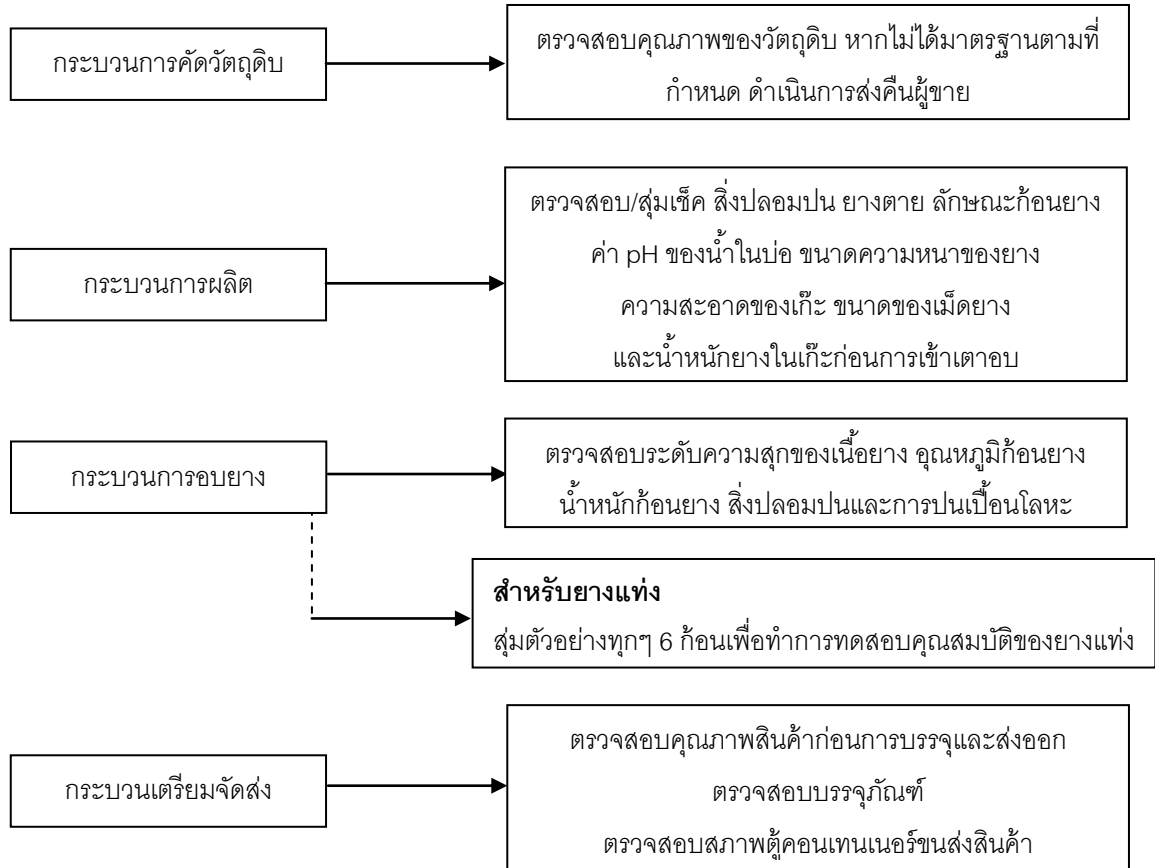 กระบวนการคัดวัตถุดิบ
ตรวจสอบคุณภาพของวัตถุดิบ หากไม่ได้มาตรฐานตามที่
กำหนด ดำเนินการส่งคืนผู้ขาย
กระบวนการผลิต
ตรวจสอบ/สุ่มเช็ค สิ่งปลอมปน ยางตาย ลักษณะก้อนยาง
ค่า pH ของน้ำในบ่อ ขนาดความหนาของยาง
ความสะอาดของเก๊ะ ขนาดของเม็ดยาง
และน้ำหนักยางในเก๊ะก่อนการเข้าเตาอบ
กระบวนการอบยาง
ตรวจสอบระดับความสุกของเนื้อยาง อุณหภูมิก้อนยาง
น้ำหนักก้อนยาง สิ่งปลอมปนและการปนเปื้อนโลหะ
สำหรับยางแท่ง
สุ่มตัวอย่างทุกๆ 6 ก้อนเพื่อทำการทดสอบคุณสมบัติของยางแท่ง
กระบวนเตรียมจัดส่ง
ตรวจสอบคุณภาพสินค้าก่อนการบรรจุและส่งออก
ตรวจสอบบรรจุภัณฑ์
ตรวจสอบสภาพตู้คอนเทนเนอร์ขนส่งสินค้า